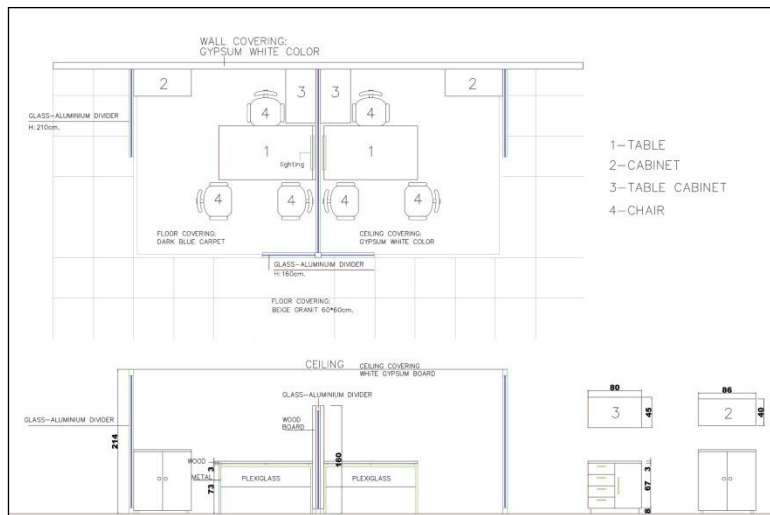 WALL COVERING:
GYPSUM WHITE COLOR
2
3
3
2
4
4
GLASS-ALUMINIUM DIVIDER
H:210cm.
1
1
lighting
1-TABLE
2-CABINET
3-TABLE CABINET
4-CHAIR
4
4
4
4
FLOOR COVERING:
DARK BLUE CARPET
CEILING COVERING:
GYPSUM WHITE COLOR
GLASS-ALUMINUIM DIVIDER
H:160cm.
FLOOR COVERING:
BEIGE GRANIT 60*60cm.
CEILING
CEILING COVERING
WHITE GYPSUM BOARD
GLASS-ALUMINIUM DIVIDER
GLASS-ALUMINIUM DIVIDER
WOOD
BOARD
214
160
WOOD
METAL
3
73
PLEXIGLASS
PLEXIGLASS
80
3
45
86
2
40
3
67
8